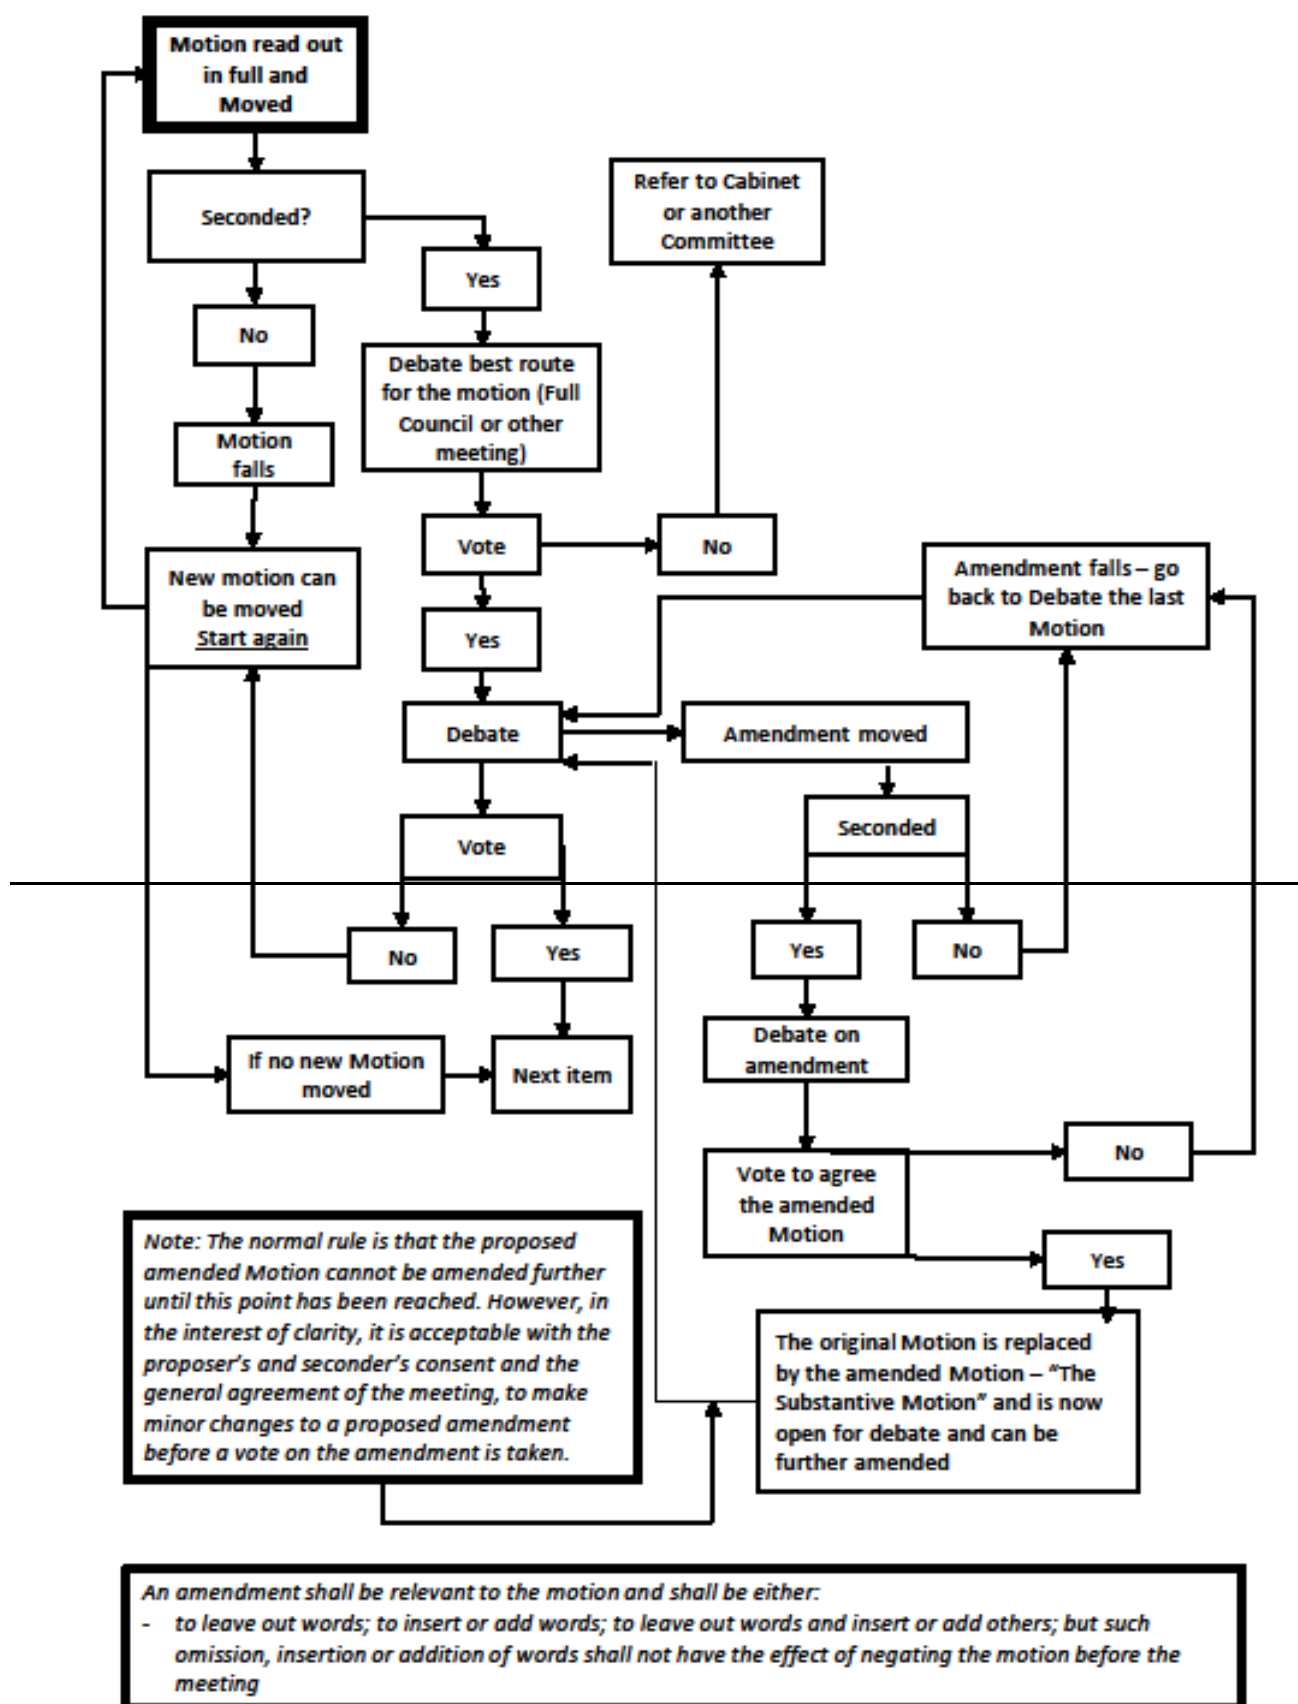 Motion read out
in full and
Moved
Seconded?
Refer to Cabinet
or another
Committee
Yes
No
Debate best route
for the motion (Full
Council or other
meeting)
Motion
falls
Vote
No
New motion can
be moved
Start again
Amendment falls – go
back to Debate the last
Motion
Yes
Debate
Amendment moved
Vote
Seconded
No
Yes
Yes
No
Debate on
amendment
If no new Motion
moved
Next item
No
Vote to agree
the amended
Motion
Yes
Note: The normal rule is that the proposed
amended Motion cannot be amended further
until this point has been reached. However, in
the interest of clarity, it is acceptable with the
proposer's and seconder's consent and the
general agreement of the meeting, to make
minor changes to a proposed amendment
before a vote on the amendment is taken.
The original Motion is replaced
by the amended Motion – “The
Substantive Motion” and is now
open for debate and can be
further amended
An amendment shall be relevant to the motion and shall be either:
- to leave out words; to insert or add words; to leave out words and insert or add others; but such
omission, insertion or addition of words shall not have the effect of negating the motion before the
meeting